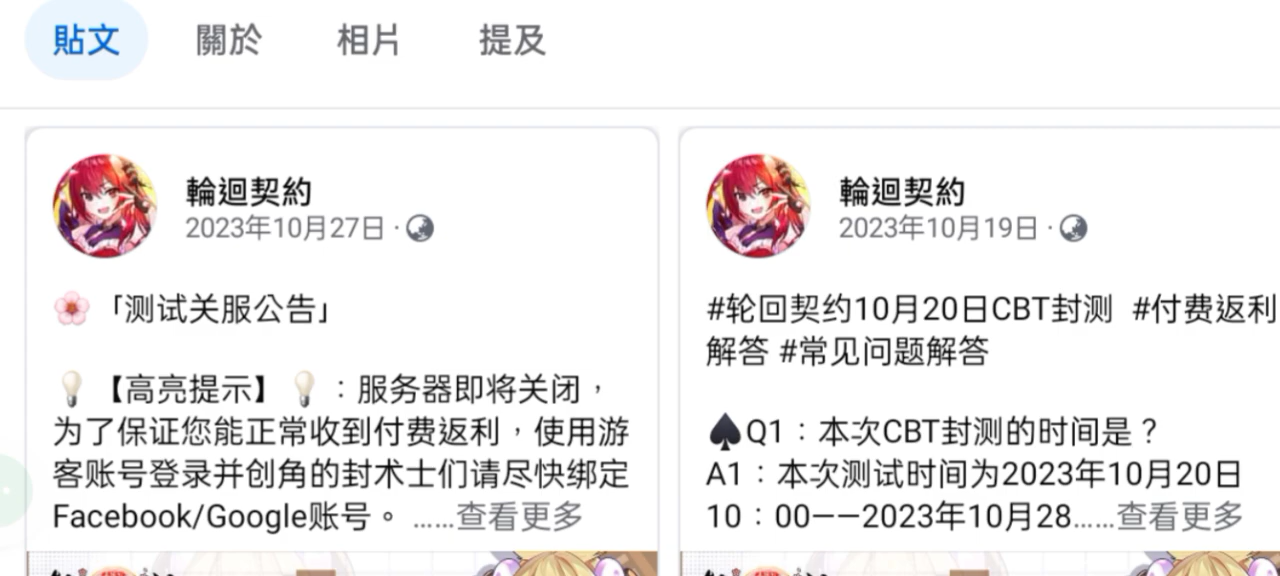 貼文
關於
相片
提及
輪迴契約
2023年10月27日 ·
🌸「测试关服公告」
💡【高亮提示】💡：服务器即将关闭，
为了保证您能正常收到付费返利，使用游
客账号登录并创角的封术士们请尽快绑定
Facebook/Google账号。 ……查看更多
輪迴契約
2023年10月19日 ·
#轮回契约10月20日CBT封测 #付费返利
解答 #常见问题解答
♠Q1：本次CBT封测的时间是？
A1：本次测试时间为2023年10月20日
10：00——2023年10月28……查看更多